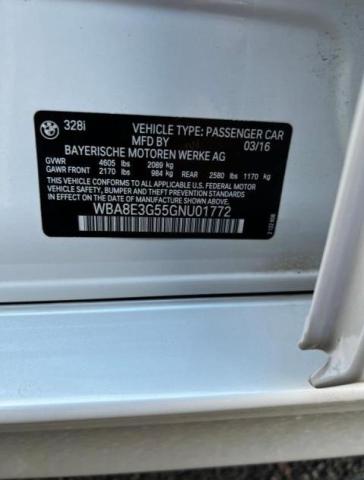 328i VEHICLE TYPE: PASSENGER CAR
MFD BY 03/16
BAYERISCHE MOTOREN WERKE AG
GVWR 4605 lbs 2089 kg
GAWR FRONT 2170 lbs 984 kg REAR 2580 lbs 1170 kg
THIS VEHICLE CONFORMS TO ALL APPLICABLE FEDERAL MOTOR
VEHICLE SAFETY, BUMPER, AND THEFT PREVENTION STANDARDS
IN EFFECT ON THE DATE OF MANUFACTURE SHOWN ABOVE.
WBA8E3G55GNU01772